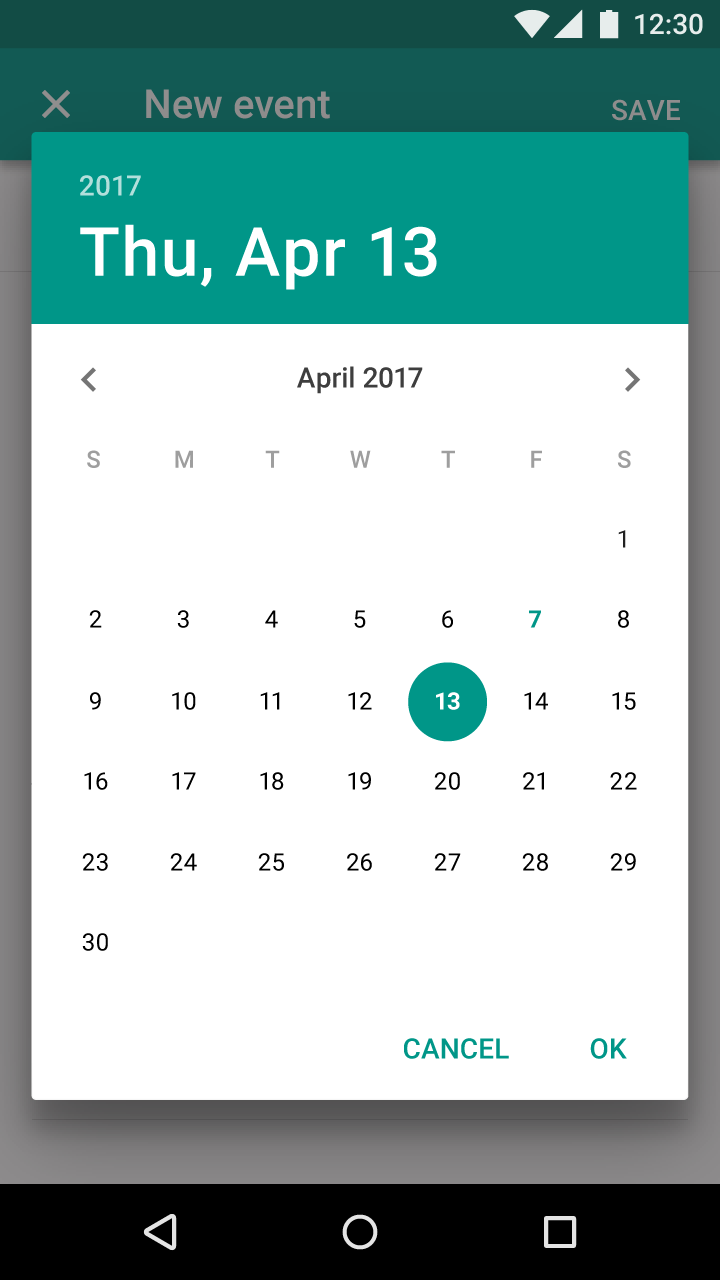 12:30
New event SAVE
2017
Thu, Apr 13
April 2017
S M T W T F S
1
2 3 4 5 6 7 8
9 10 11 12 13 14 15
16 17 18 19 20 21 22
23 24 25 26 27 28 29
30
CANCEL OK